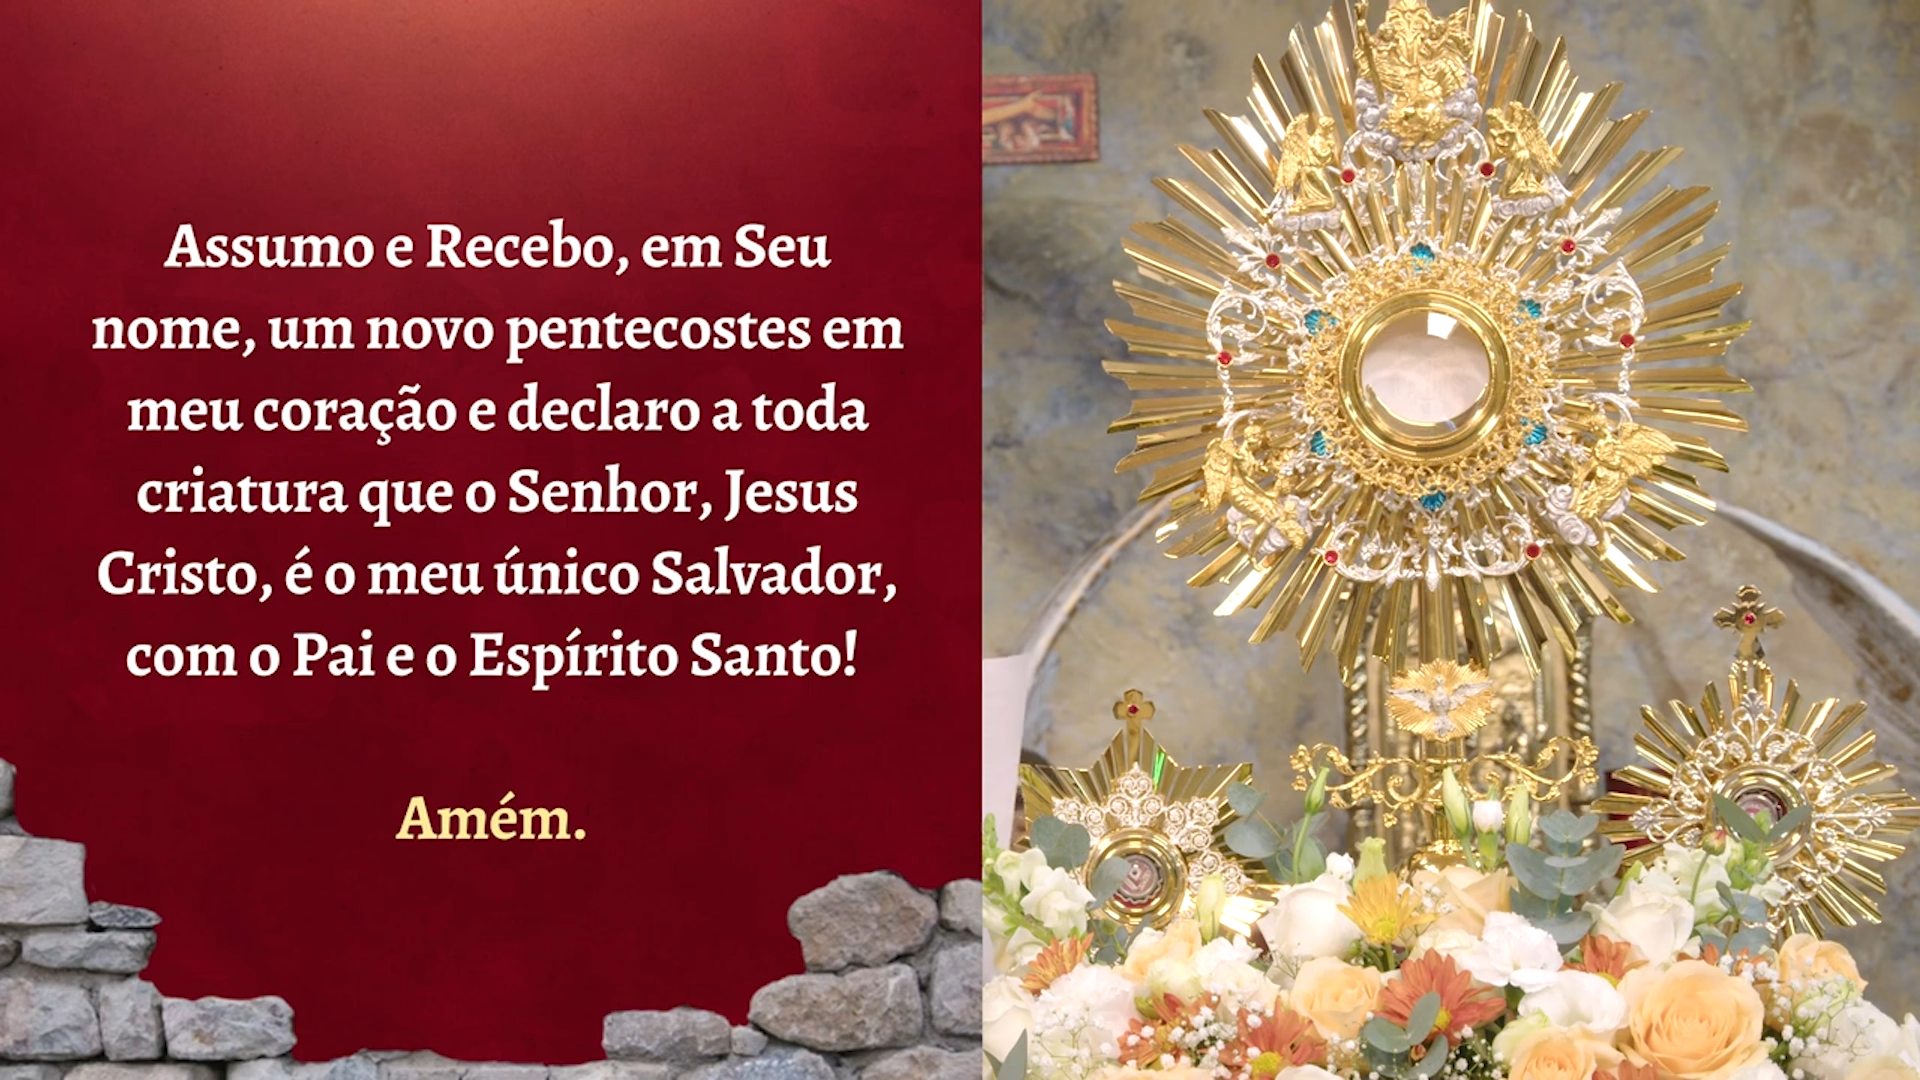 Assumo e Recebo, em Seu
nome, um novo pentecostes em
meu coração e declaro a toda
criatura que o Senhor, Jesus
Cristo, é o meu único Salvador,
com o Pai e o Espírito Santo!
Amém.